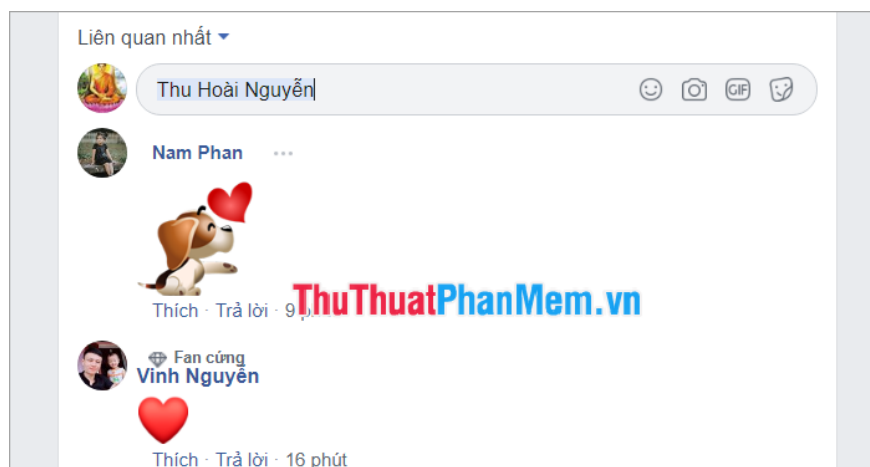 Liên quan nhất
Thu Hoài Nguyễn
GIF
Nam Phan
Thích · Trả lời · 9
ThuThuatPhanMem.vn
Fan cứng
Vinh Nguyễn
Thích · Trả lời · 16 phút